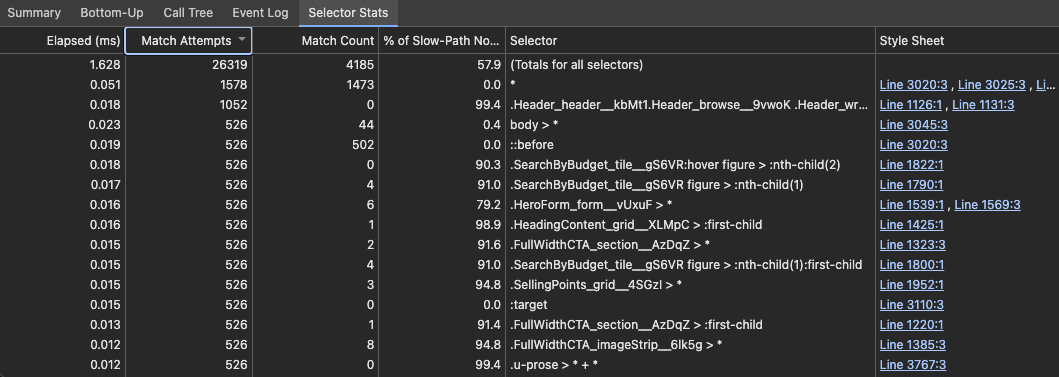 Summary Bottom-Up Call Tree Event Log Selector Stats
Elapsed (ms) Match Attempts Match Count % of Slow-Path No... Selector Style Sheet
1.628 26319 4185 57.9 (Totals for all selectors)
0.051 1578 1473 0.0 * Line 3020:3 , Line 3025:3 , Li...
0.018 1052 0 99.4 .Header_header__kbMt1.Header_browse__9vwoK .Header_wr... Line 1126:1 , Line 1131:3
0.023 526 44 0.4 body > * Line 3045:3
0.019 526 502 0.0 ::before Line 3020:3
0.018 526 0 90.3 .SearchByBudget_tile__gS6VR:hover figure > :nth-child(2) Line 1822:1
0.017 526 4 91.0 .SearchByBudget_tile__gS6VR figure > :nth-child(1) Line 1790:1
0.016 526 6 79.2 .HeroForm_form__vUxuF > * Line 1539:1 , Line 1569:3
0.016 526 1 98.9 .HeadingContent_grid__XLMpC > :first-child Line 1425:1
0.015 526 2 91.6 .FullWidthCTA_section__AzDqZ > * Line 1323:3
0.015 526 4 91.0 .SearchByBudget_tile__gS6VR figure > :nth-child(1):first-child Line 1800:1
0.015 526 3 94.8 .SellingPoints_grid__4SGzI > * Line 1952:1
0.015 526 0 0.0 :target Line 3110:3
0.013 526 1 91.4 .FullWidthCTA_section__AzDqZ > :first-child Line 1220:1
0.012 526 8 94.8 .FullWidthCTA_imageStrip__6lk5g > * Line 1385:3
0.012 526 0 99.4 .u-prose > * + * Line 3767:3